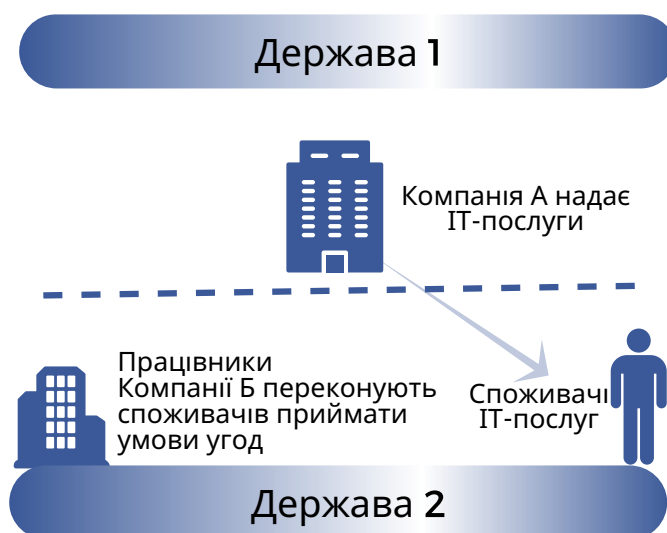 Держава 1
Компанія А надає
ІТ-послуги
Працівники
Компанії Б переконують
споживачів приймати
умови угод
Споживачі
ІТ-послуг
Держава 2